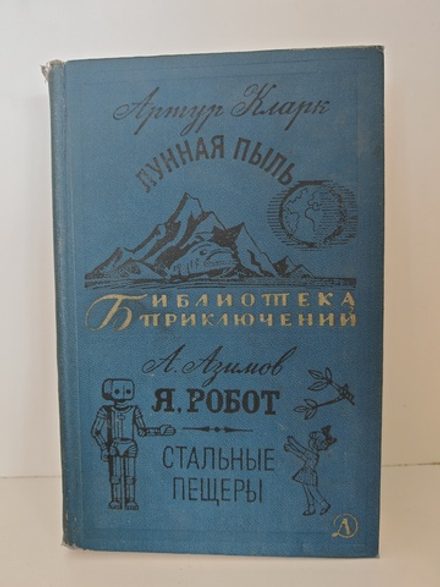 Артур Кларк
ЛУННАЯ ПЫЛЬ
БИБЛИОТЕКА
ПРИКЛЮЧЕНИЙ
А. Азимов
Я, РОБОТ
СТАЛЬНЫЕ
ПЕЩЕРЫ
Д